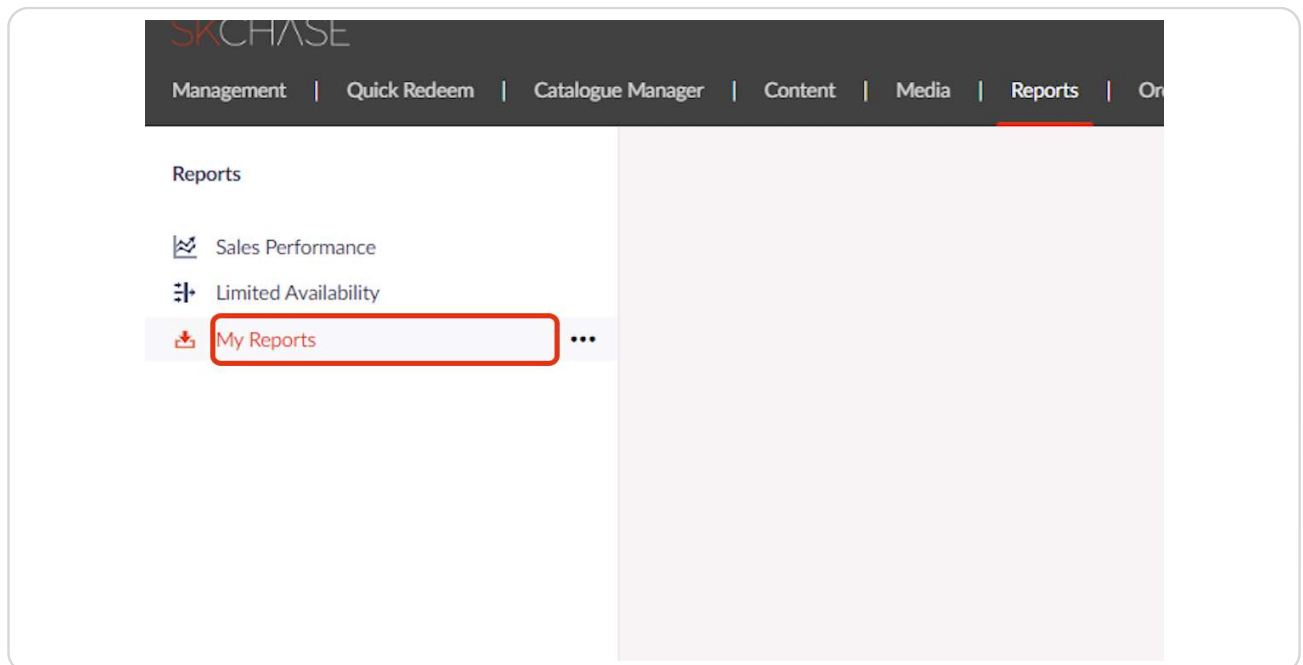 SKCHASE
Management | Quick Redeem | Catalogue Manager | Content | Media | Reports |
Reports
Sales Performance
Limited Availability
My Reports